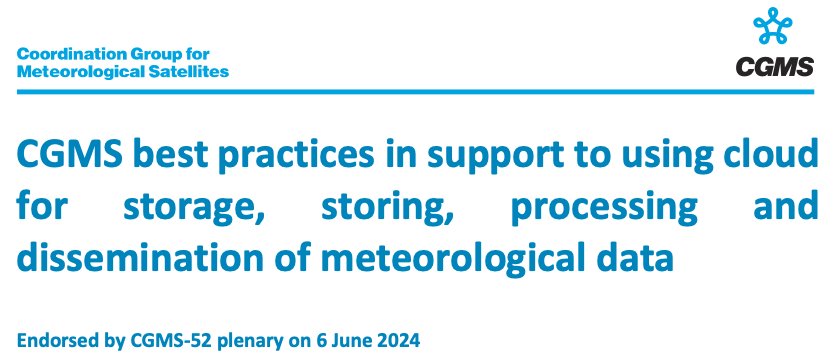 Coordination Group for
Meteorological Satellites
CGMS
CGMS best practices in support to using cloud
for storage, storing, processing and
dissemination of meteorological data
Endorsed by CGMS-52 plenary on 6 June 2024